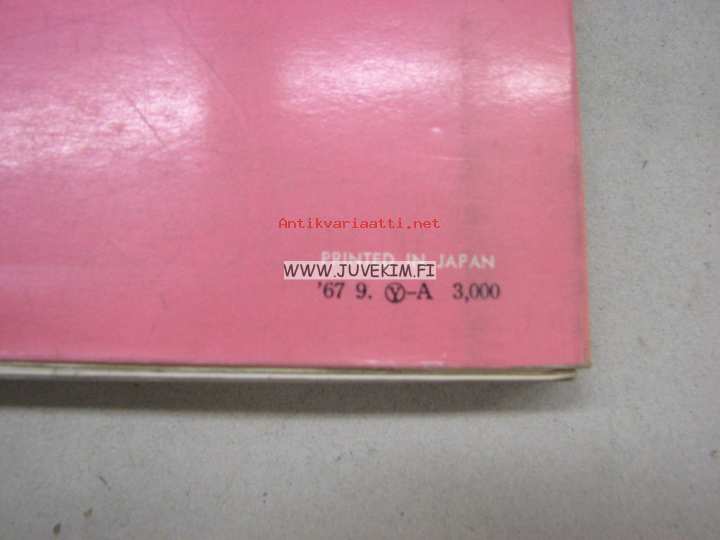 Antikvariaatti.net
PRINTED IN JAPAN
WWW.JUVEKIM.FI
'67 9. Ⓨ-A 3,000